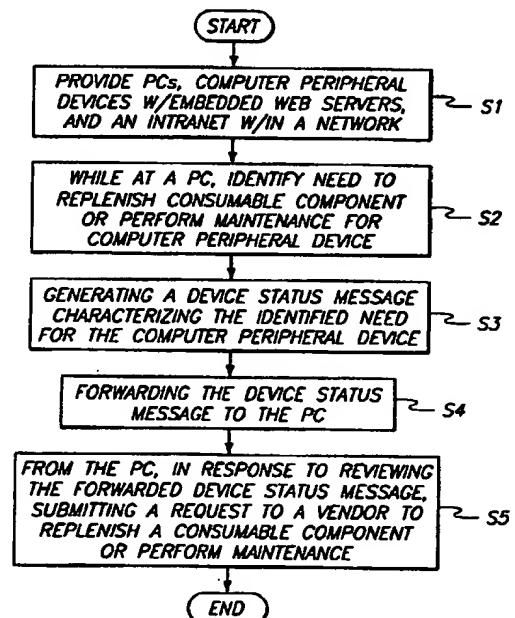 START
PROVIDE PCs, COMPUTER PERIPHERAL
DEVICES W/EMBEDDED WEB SERVERS,
AND AN INTRANET W/IN A NETWORK
S1
WHILE AT A PC, IDENTIFY NEED TO
REPLENISH CONSUMABLE COMPONENT
OR PERFORM MAINTENANCE FOR
COMPUTER PERIPHERAL DEVICE
S2
GENERATING A DEVICE STATUS MESSAGE
CHARACTERIZING THE IDENTIFIED NEED
FOR THE COMPUTER PERIPHERAL DEVICE
S3
FORWARDING THE DEVICE STATUS
MESSAGE TO THE PC
S4
FROM THE PC, IN RESPONSE TO REVIEWING
THE FORWARDED DEVICE STATUS MESSAGE,
SUBMITTING A REQUEST TO A VENDOR TO
REPLENISH A CONSUMABLE COMPONENT
OR PERFORM MAINTENANCE
S5
END